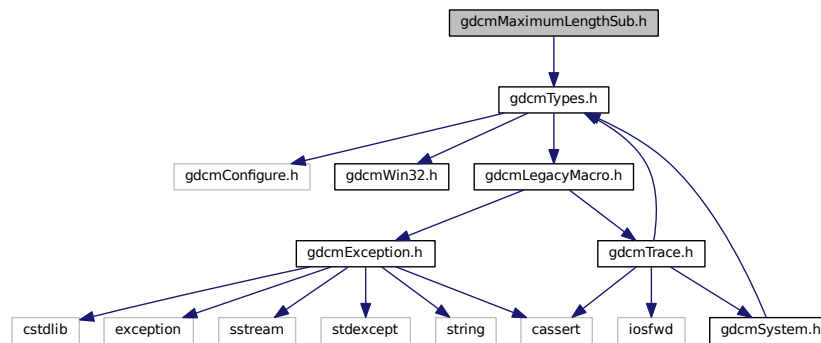 gdcmMaximumLengthSub.h
gdcmTypes.h
gdcmConfigure.h
gdcmWin32.h
gdcmLegacyMacro.h
gdcmException.h
gdcmTrace.h
cstdlib
exception
sstream
stdexcept
string
cassert
iosfwd
gdcmSystem.h